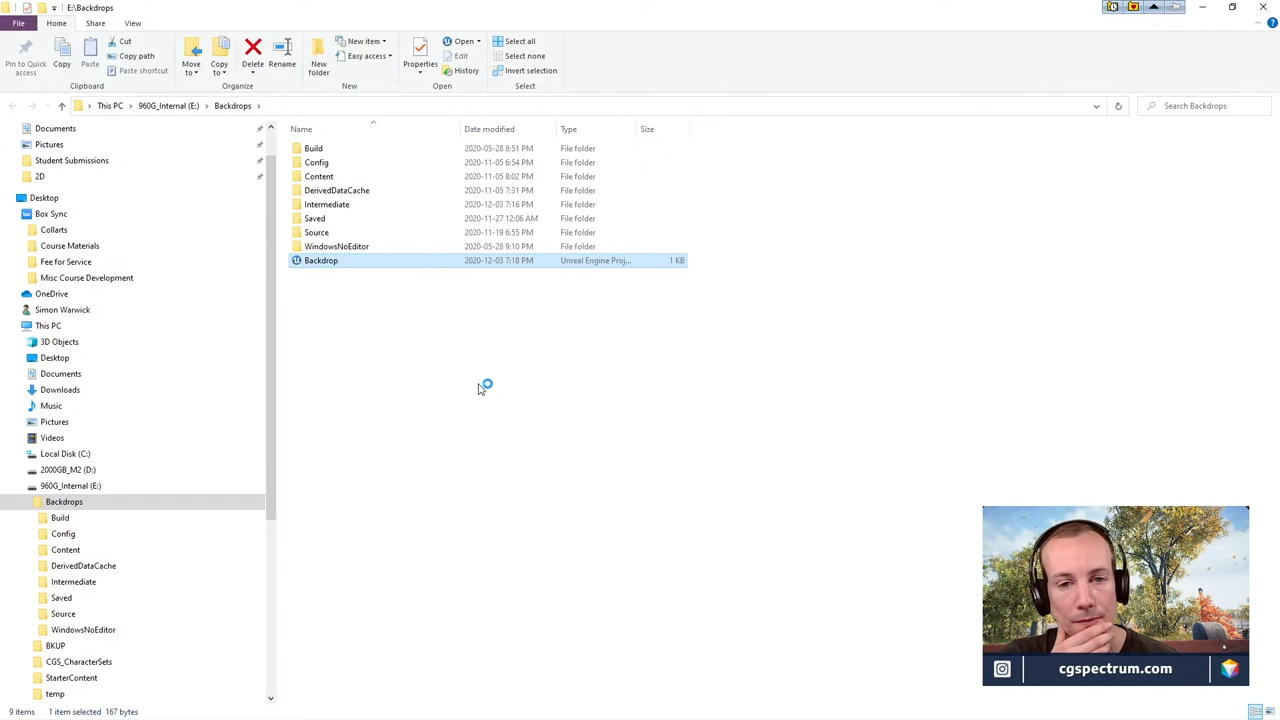 E:\Backdrops
File Home Share View
Pin to Quick access
Copy
Paste
Cut
Copy path
Paste shortcut
Clipboard
Move to
Copy to
Delete
Rename
Organize
New folder
New item
Easy access
New
Properties
Open
Edit
History
Open
Select all
Select none
Invert selection
Select
This PC > 960G_Internal (E:) > Backdrops >
Search Backdrops
Documents
Pictures
Student Submissions
2D
Desktop
Box Sync
Collarts
Course Materials
Fee for Service
Misc Course Development
OneDrive
Simon Warwick
This PC
3D Objects
Desktop
Documents
Downloads
Music
Pictures
Videos
Local Disk (C:)
2000GB_M2 (D:)
960G_Internal (E:)
Backdrops
Build
Config
Content
DerivedDataCache
Intermediate
Saved
Source
WindowsNoEditor
BKUP
CGS_CharacterSets
StarterContent
temp
Name Date modified Type Size
Build 2020-05-28 8:51 PM File folder
Config 2020-11-05 6:54 PM File folder
Content 2020-11-05 8:02 PM File folder
DerivedDataCache 2020-11-05 7:31 PM File folder
Intermediate 2020-12-03 7:16 PM File folder
Saved 2020-11-27 12:06 AM File folder
Source 2020-11-19 6:55 PM File folder
WindowsNoEditor 2020-05-28 9:10 PM File folder
Backdrop 2020-12-03 7:18 PM Unreal Engine Proj... 1 KB
cgspectrum.com
9 items 1 item selected 167 bytes